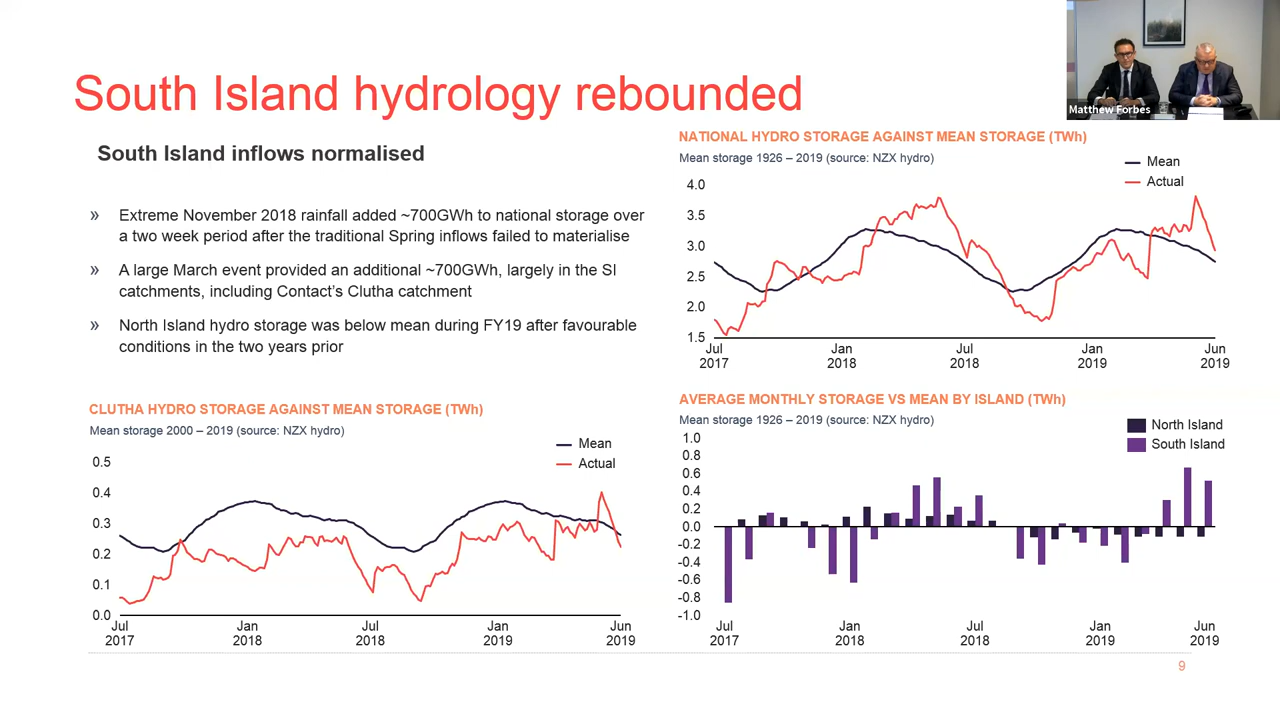 South Island hydrology rebounded
Matthew Forbes
South Island inflows normalised
» Extreme November 2018 rainfall added ~700GWh to national storage over
a two week period after the traditional Spring inflows failed to materialise
» A large March event provided an additional ~700GWh, largely in the SI
catchments, including Contact's Clutha catchment
» North Island hydro storage was below mean during FY19 after favourable
conditions in the two years prior
NATIONAL HYDRO STORAGE AGAINST MEAN STORAGE (TWh)
Mean storage 1926 – 2019 (source: NZX hydro)
Mean
Actual
4.0
3.5
3.0
2.5
2.0
1.5
Jul Jan Jul Jan Jun
2017 2018 2018 2019 2019
CLUTHA HYDRO STORAGE AGAINST MEAN STORAGE (TWh)
Mean storage 2000 – 2019 (source: NZX hydro)
Mean
Actual
0.5
0.4
0.3
0.2
0.1
0.0
Jul Jan Jul Jan Jun
2017 2018 2018 2019 2019
AVERAGE MONTHLY STORAGE VS MEAN BY ISLAND (TWh)
Mean storage 1926 – 2019 (source: NZX hydro)
North Island
South Island
1.0
0.8
0.6
0.4
0.2
0.0
-0.2
-0.4
-0.6
-0.8
-1.0
Jul Jan Jul Jan Jun
2017 2018 2018 2019 2019
9